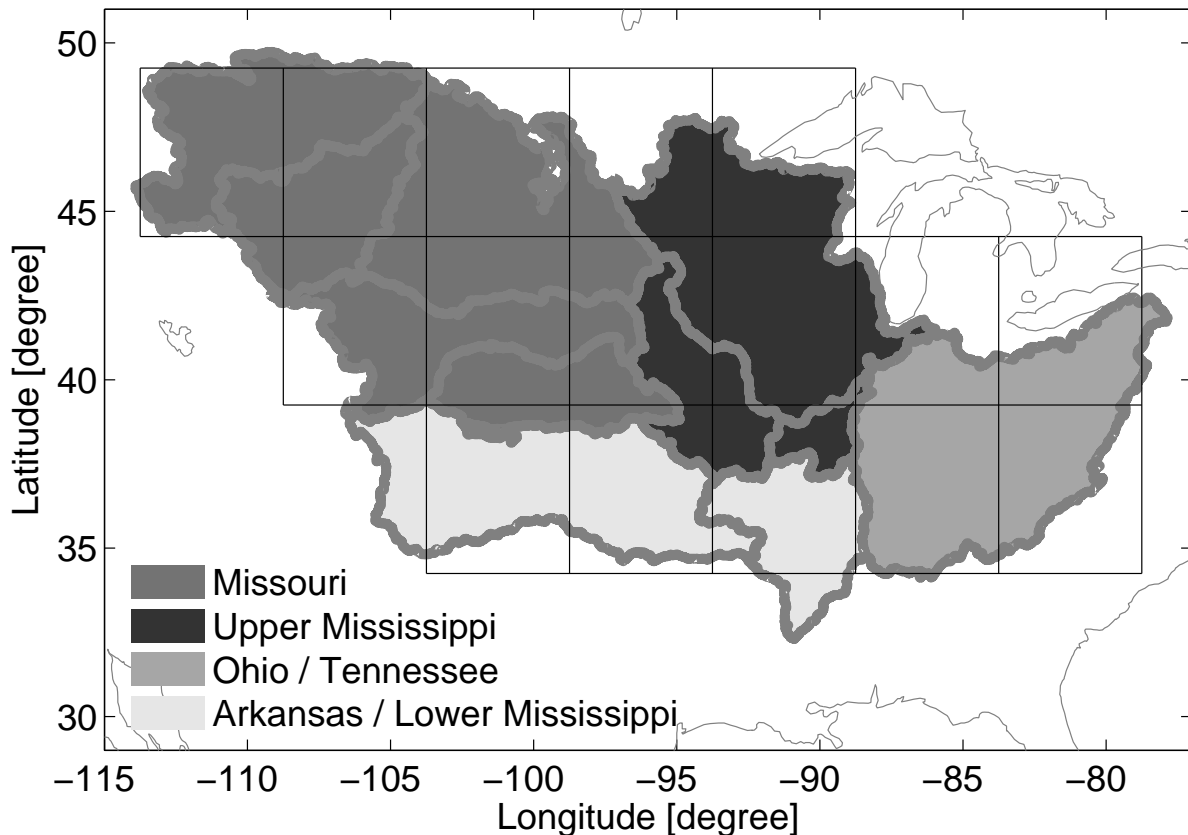 50
45
40
35
30
Latitude [degree]
Missouri
Upper Mississippi
Ohio / Tennessee
Arkansas / Lower Mississippi
−115 −110 −105 −100 −95 −90 −85 −80
Longitude [degree]